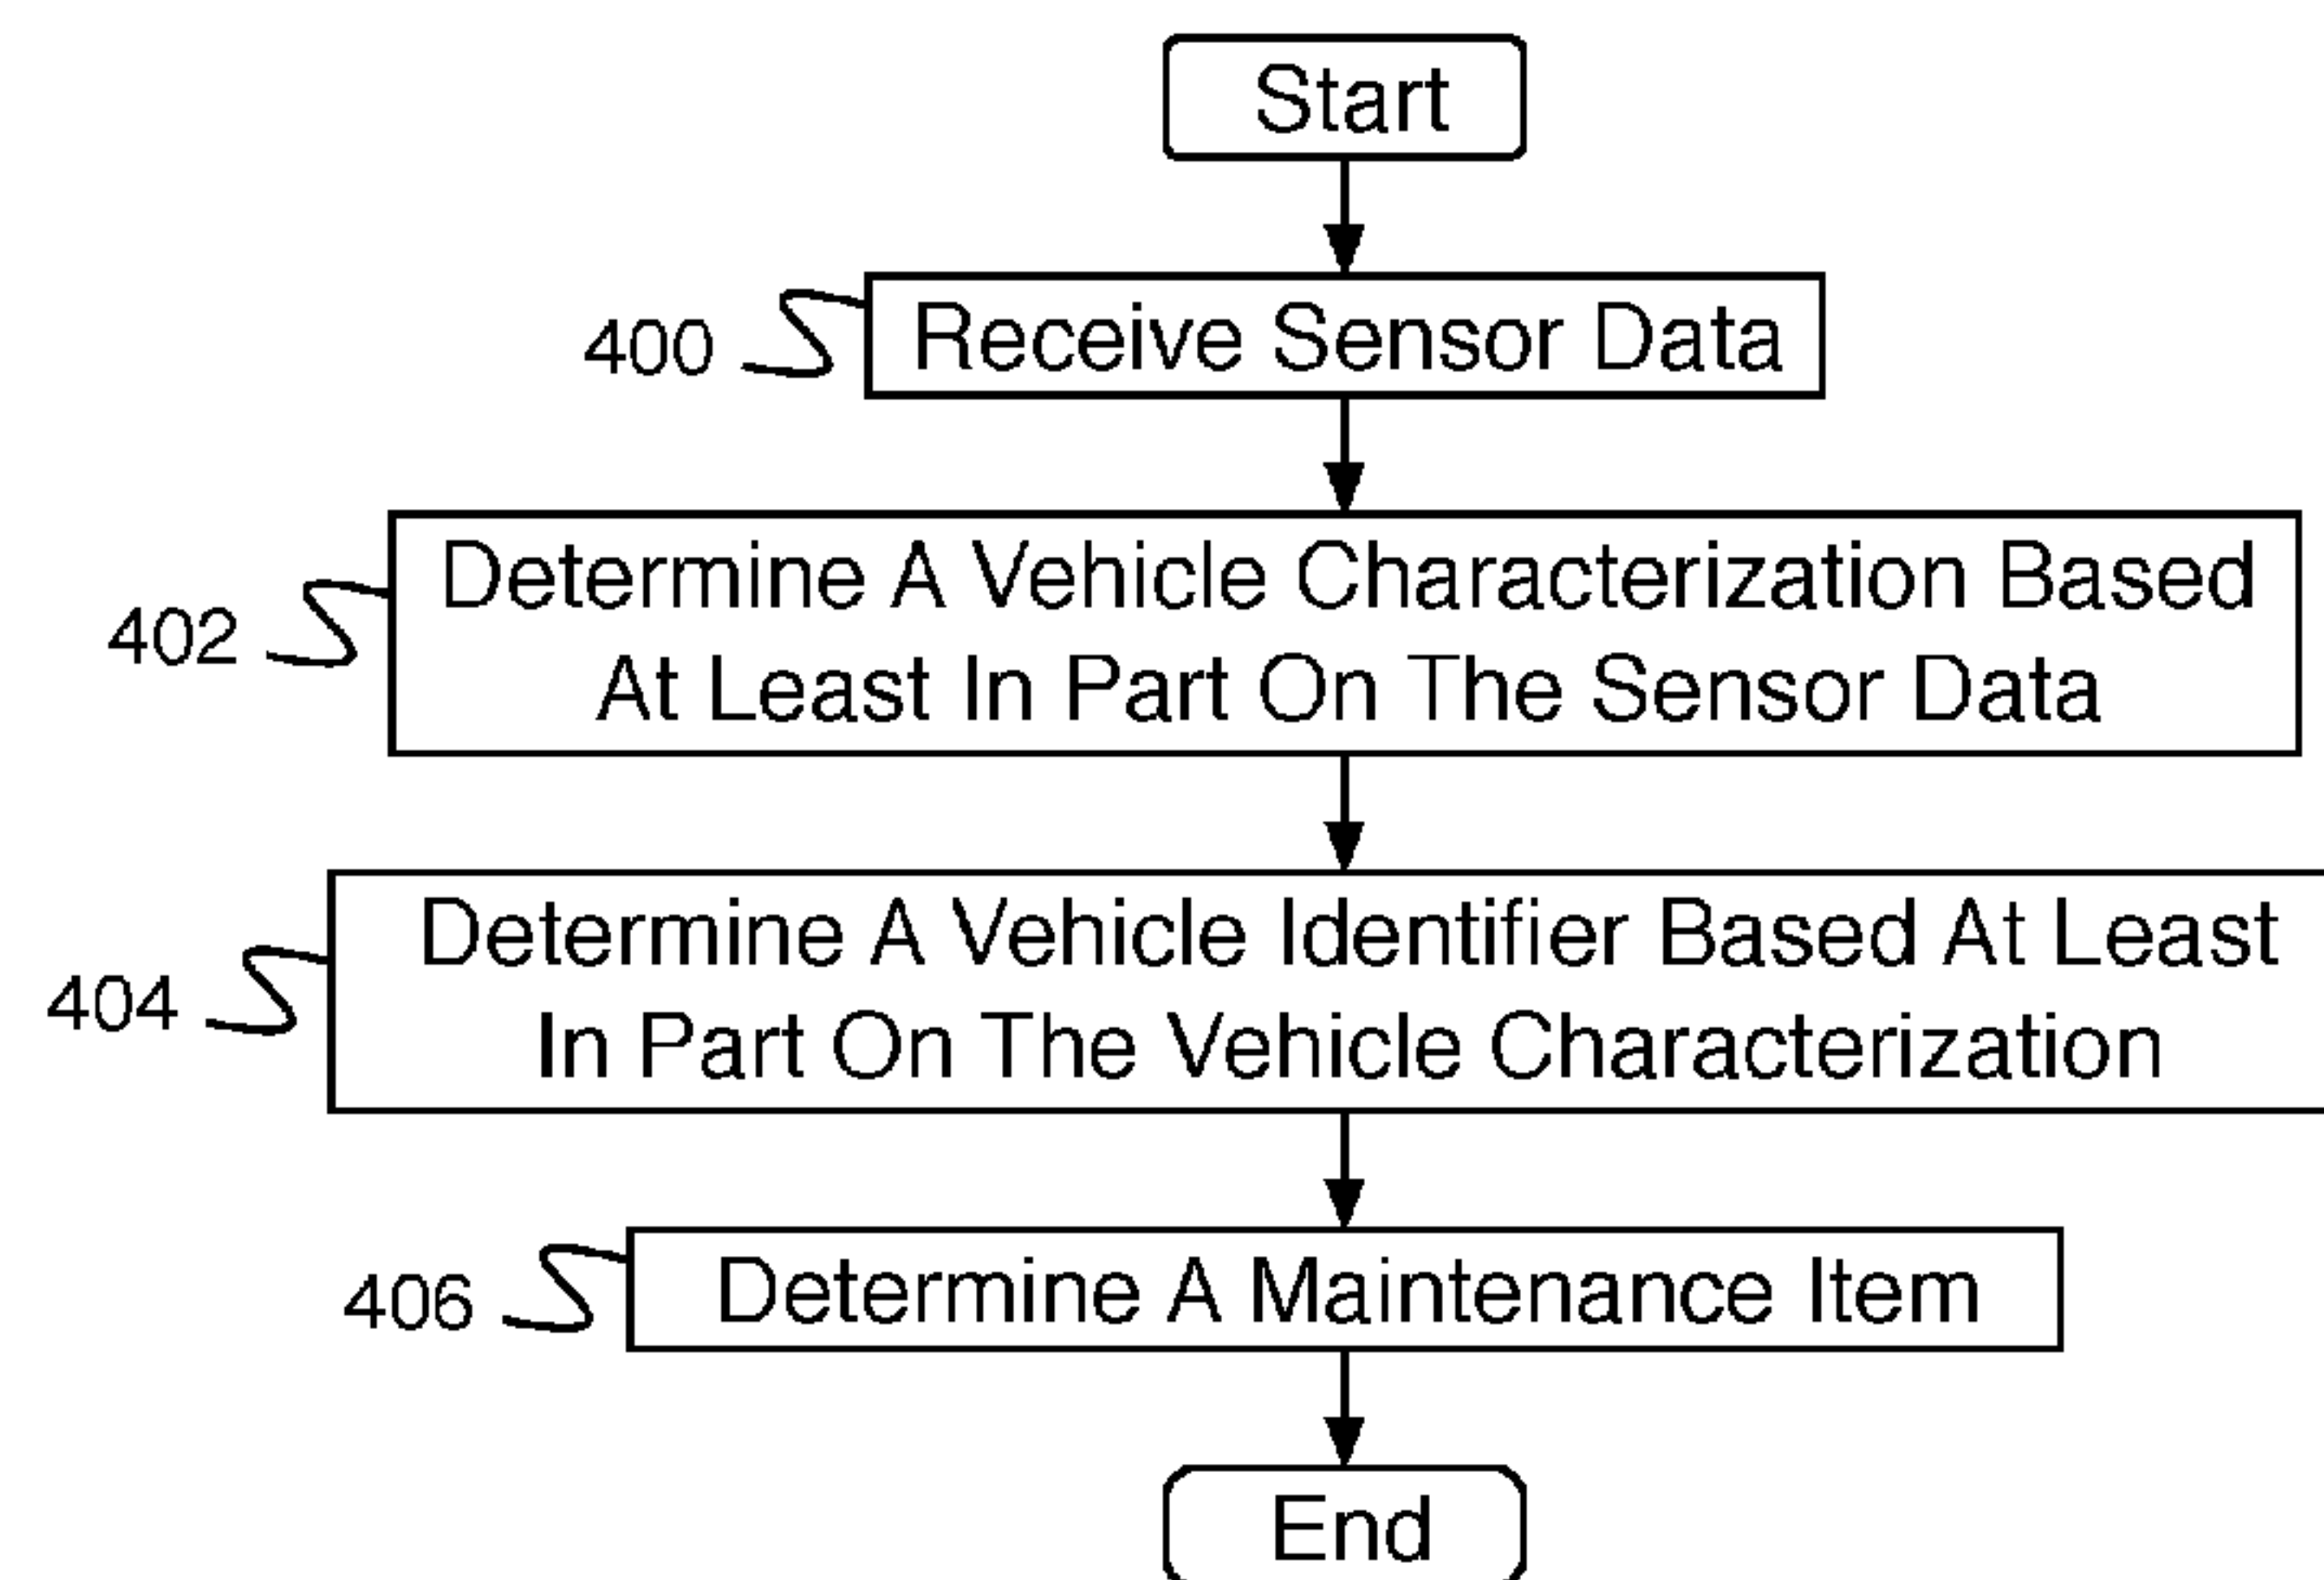 Start
400
Receive Sensor Data
402
Determine A Vehicle Characterization Based
At Least In Part On The Sensor Data
404
Determine A Vehicle Identifier Based At Least
In Part On The Vehicle Characterization
406
Determine A Maintenance Item
End